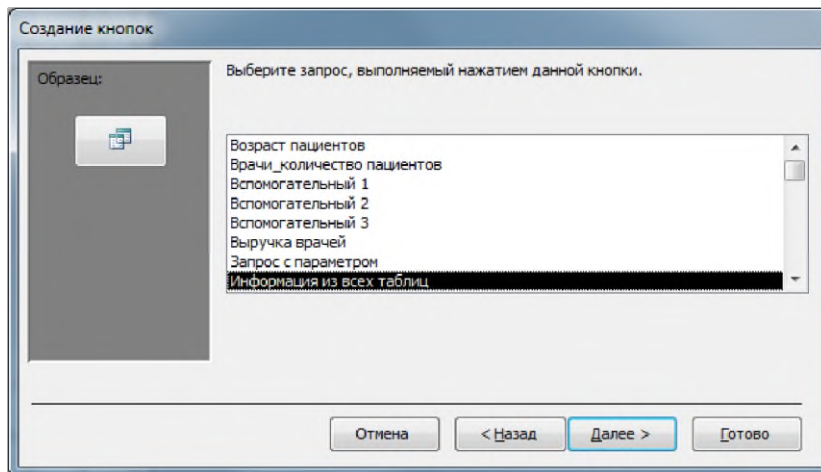 Создание кнопок
Образец:
Выберите запрос, выполняемый нажатием данной кнопки.
Возраст пациентов
Врачи_количество пациентов
Вспомогательный 1
Вспомогательный 2
Вспомогательный 3
Выручка врачей
Запрос с параметром
Информация из всех таблиц
Отмена
< Назад
Далее >
Готово